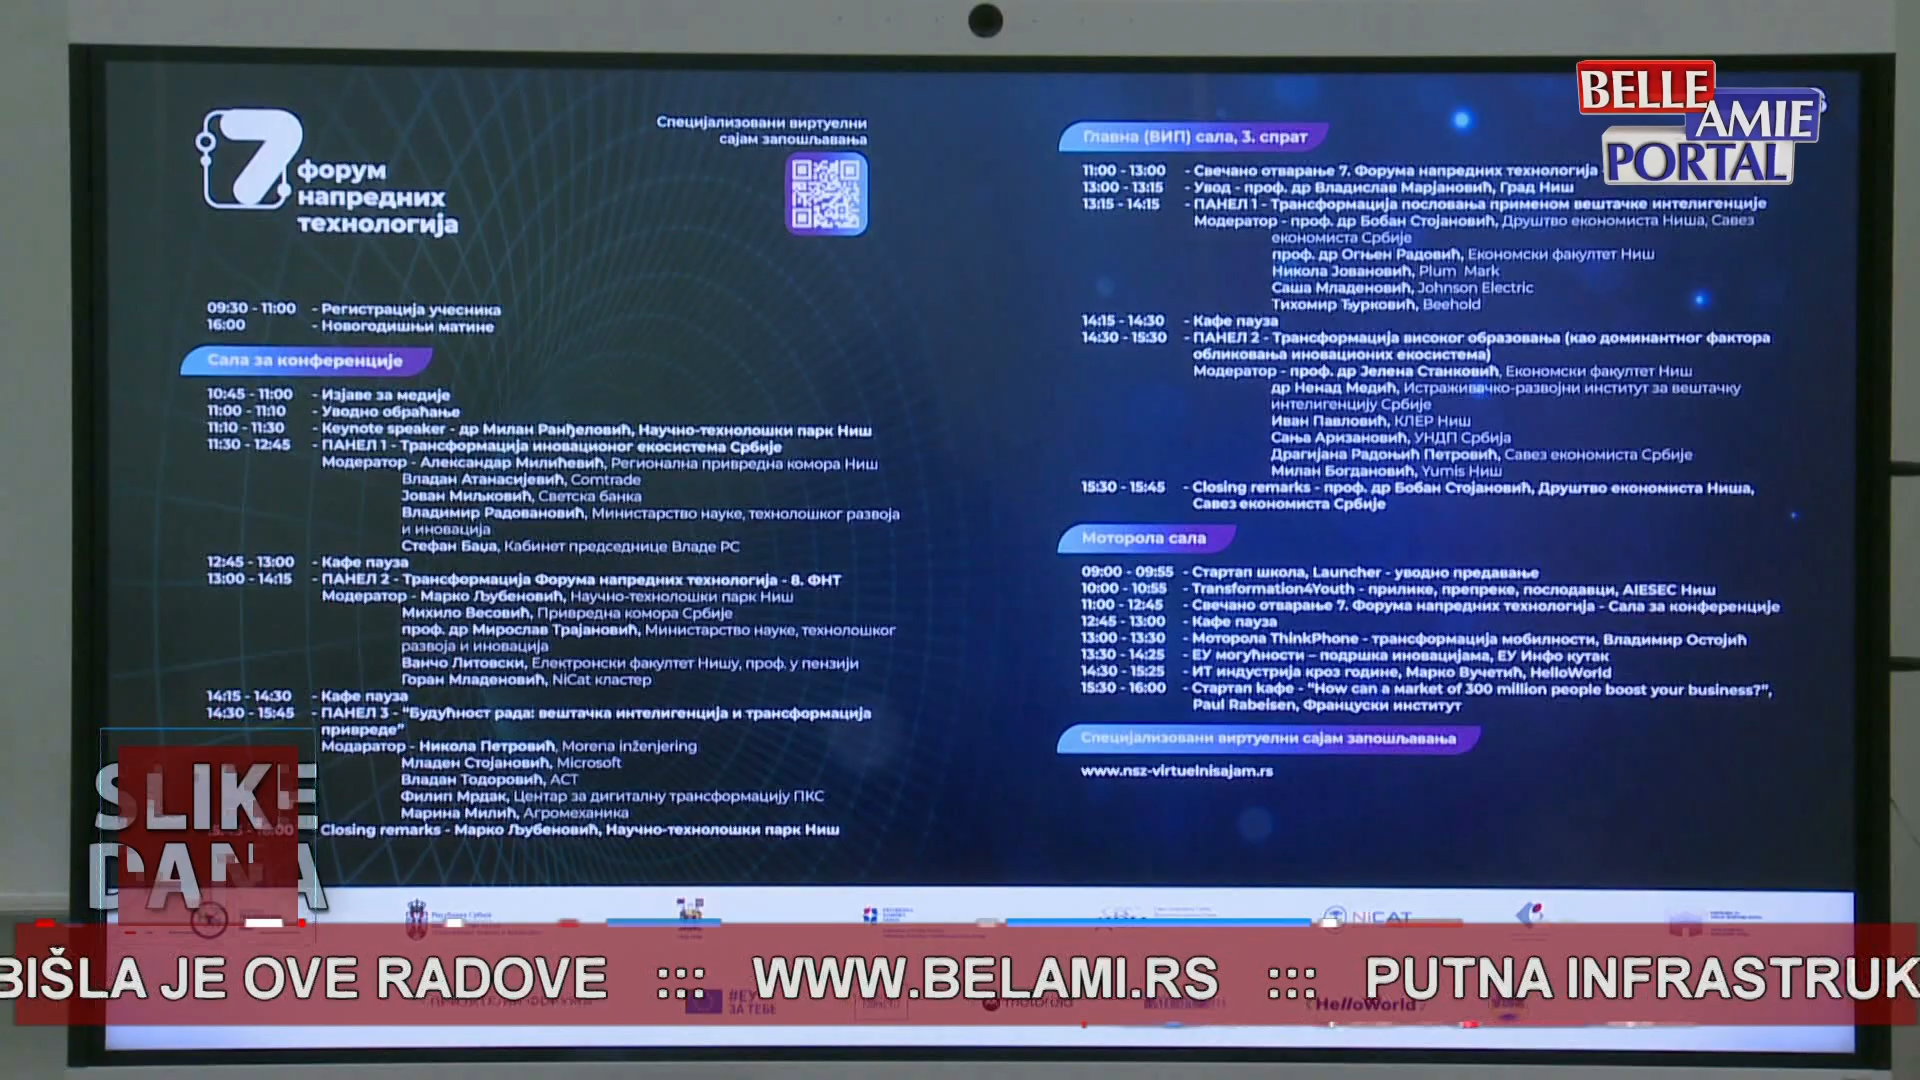 7 форум
напредних
технологија
Специјализовани виртуелни
сајам запошљавања
09:30 - 11:00 - Регистрација учесника
16:00 - Новогодишњи матине
Сала за конференције
10:45 - 11:00 - Изјаве за медије
11:00 - 11:10 - Уводно обраћање
11:10 - 11:30 - Keynote speaker - др Милан Ранђеловић, Научно-технолошки парк Ниш
11:30 - 12:45 - ПАНЕЛ 1 - Трансформација иновационог екосистема Србије
Модератор - Александар Милићевић, Регионална привредна комора Ниш
Владан Атанасијевић, Comtrade
Јован Миљковић, Светска банка
Владимир Радовановић, Министарство науке, технолошког развоја
и иновација
Стефан Баџа, Кабинет председнице Владе РС
12:45 - 13:00 - Кафе пауза
13:00 - 14:15 - ПАНЕЛ 2 - Трансформација Форума напредних технологија - 8. ФНТ
Модератор - Марко Љубеновић, Научно-технолошки парк Ниш
Михило Весовић, Привредна комора Србије
проф. др Мирослав Трајановић, Министарство науке, технолошког
развоја и иновација
Ванчо Литовски, Електронски факултет Нишу, проф. у пензији
Горан Младеновић, NiCat кластер
14:15 - 14:30 - Кафе пауза
14:30 - 15:45 - ПАНЕЛ 3 - "Будућност рада: вештачка интелигенција и трансформација
привреде"
Модаратор - Никола Петровић, Morena inženjering
Младен Стојановић, Microsoft
Владан Тодоровић, АСТ
Филип Мрдак, Центар за дигиталну трансформацију ПКС
Марина Милић, Агромеханика
Closing remarks - Марко Љубеновић, Научно-технолошки парк Ниш
Главна (ВИП) сала, 3. спрат
11:00 - 13:00 - Свечано отварање 7. Форума напредних технологија
13:00 - 13:15 - Увод - проф. др Владислав Марјановић, Град Ниш
13:15 - 14:15 - ПАНЕЛ 1 - Трансформација пословања применом вештачке интелигенције
Модератор - проф. др Бобан Стојановић, Друштво економиста Ниша, Савез
економиста Србије
проф. др Огњен Радовић, Економски факултет Ниш
Никола Јовановић, Plum Mark
Саша Младеновић, Johnson Electric
Тихомир Ђурковић, Beehold
14:15 - 14:30 - Кафе пауза
14:30 - 15:30 - ПАНЕЛ 2 - Трансформација високог образовања (као доминантног фактора
обликовања иновационих екосистема)
Модератор - проф. др Јелена Станковић, Економски факултет Ниш
др Ненад Медић, Истраживачко-развојни институт за вештачку
интелигенцију Србије
Иван Павловић, КЛЕР Ниш
Сања Аризановић, УНДП Србија
Драгијана Радоњић Петровић, Савез економиста Србије
Милан Богдановић, Yumis Ниш
15:30 - 15:45 - Closing remarks - проф. др Бобан Стојановић, Друштво економиста Ниша,
Савез економиста Србије
Моторола сала
09:00 - 09:55 - Стартап школа, Launcher - уводно предавање
10:00 - 10:55 - Transformation4Youth - прилике, препреке, послодавци, AIESEC Ниш
11:00 - 12:45 - Свечано отварање 7. Форума напредних технологија - Сала за конференције
12:45 - 13:00 - Кафе пауза
13:00 - 13:30 - Моторола ThinkPhone - трансформација мобилности, Владимир Остојић
13:30 - 14:25 - ЕУ могућности – подршка иновацијама, ЕУ Инфо кутак
14:30 - 15:25 - ИТ индустрија кроз године, Марко Вучетић, HelloWorld
15:30 - 16:00 - Стартап кафе - "How can a market of 300 million people boost your business?",
Paul Rabeisen, Француски институт
Специјализовани виртуелни сајам запошљавања
www.nsz-virtuelnisajam.rs
BELLE
AMIE
PORTAL
SLIKE
DANA
NiCAT
BIŠLA JE OVE RADOVE ::: WWW.BELAMI.RS ::: PUTNA INFRASTRUK
#ЕУ
ЗА ТЕБЕ
motorola
HelloWorld